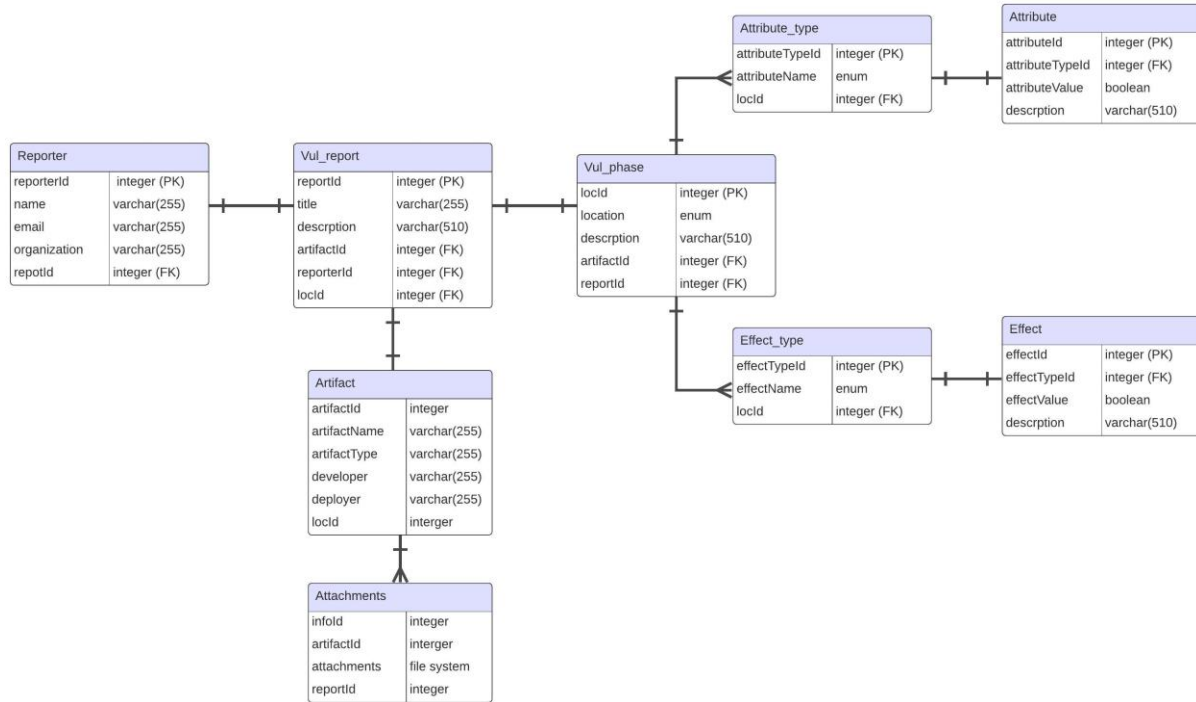 Attribute_type
attributeTypeId integer (PK)
attributeName enum
locId integer (FK)
Attribute
attributeId integer (PK)
attributeTypeId integer (FK)
attributeValue boolean
descrption varchar(510)
Reporter
reporterId integer (PK)
name varchar(255)
email varchar(255)
organization varchar(255)
repotId integer (FK)
Vul_report
reportId integer (PK)
title varchar(255)
descrption varchar(510)
artifactId integer (FK)
reporterId integer (FK)
locId integer (FK)
Vul_phase
locId integer (PK)
location enum
descrption varchar(510)
artifactId integer (FK)
reportId integer (FK)
Effect_type
effectTypeId integer (PK)
effectName enum
locId integer (FK)
Effect
effectId integer (PK)
effectTypeId integer (FK)
effectValue boolean
descrption varchar(510)
Artifact
artifactId integer
artifactName varchar(255)
artifactType varchar(255)
developer varchar(255)
deployer varchar(255)
locId interger
Attachments
infoId integer
artifactId interger
attachments file system
reportId integer